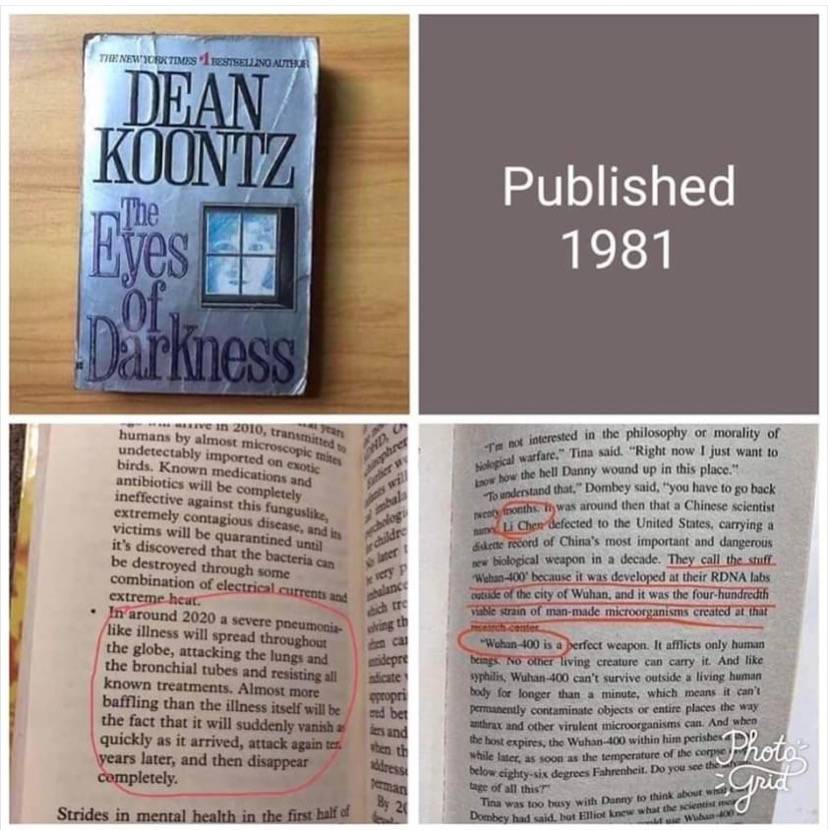 THE NEW YORK TIMES #1 BESTSELLING AUTHOR
DEAN
KOONTZ
The
Eyes
of
Darkness
Published
1981
arrive in 2010, transmitted to
humans by almost microscopic mites
undetectably imported on exotic
birds. Known medications and
antibiotics will be completely
ineffective against this funguslike,
extremely contagious disease, and its
victims will be quarantined until
it's discovered that the bacteria can
be destroyed through some
combination of electrical currents and
extreme heat.
• In around 2020 a severe pneumonia-
like illness will spread throughout
the globe, attacking the lungs and
the bronchial tubes and resisting all
known treatments. Almost more
baffling than the illness itself will be
the fact that it will suddenly vanish as
quickly as it arrived, attack again ten
years later, and then disappear
completely.
Strides in mental health in the first half of
"I'm not interested in the philosophy or morality of
biological warfare," Tina said. "Right now I just want to
know how the hell Danny wound up in this place."
"To understand that," Dombey said, "you have to go back
twenty months. It was around then that a Chinese scientist
named Li Chen defected to the United States, carrying a
diskette record of China's most important and dangerous
new biological weapon in a decade. They call the stuff
'Wuhan-400' because it was developed at their RDNA labs
outside of the city of Wuhan, and it was the four-hundredth
viable strain of man-made microorganisms created at that
research center.
"Wuhan-400 is a perfect weapon. It afflicts only human
beings. No other living creature can carry it. And like
syphilis, Wuhan-400 can't survive outside a living human
body for longer than a minute, which means it can't
permanently contaminate objects or entire places the way
anthrax and other virulent microorganisms can. And when
the host expires, the Wuhan-400 within him perishes
while later, as soon as the temperature of the corpse
below eighty-six degrees Fahrenheit. Do you see the
tage of all this?"
Tina was too busy with Danny to think about what
Dombey had said, but Elliot knew what the scientist
use Wuhan-400
Photo
Grid